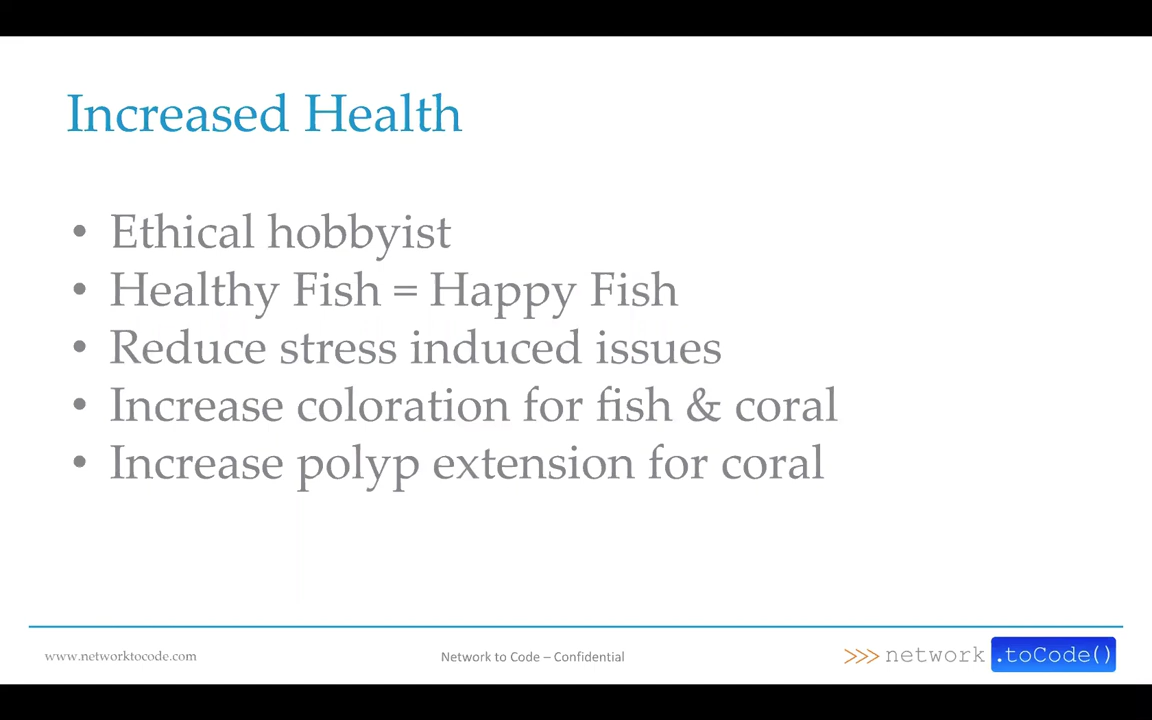 Increased Health
• Ethical hobbyist
• Healthy Fish = Happy Fish
• Reduce stress induced issues
• Increase coloration for fish & coral
• Increase polyp extension for coral
www.networktocode.com
Network to Code – Confidential
>>> network .toCode()